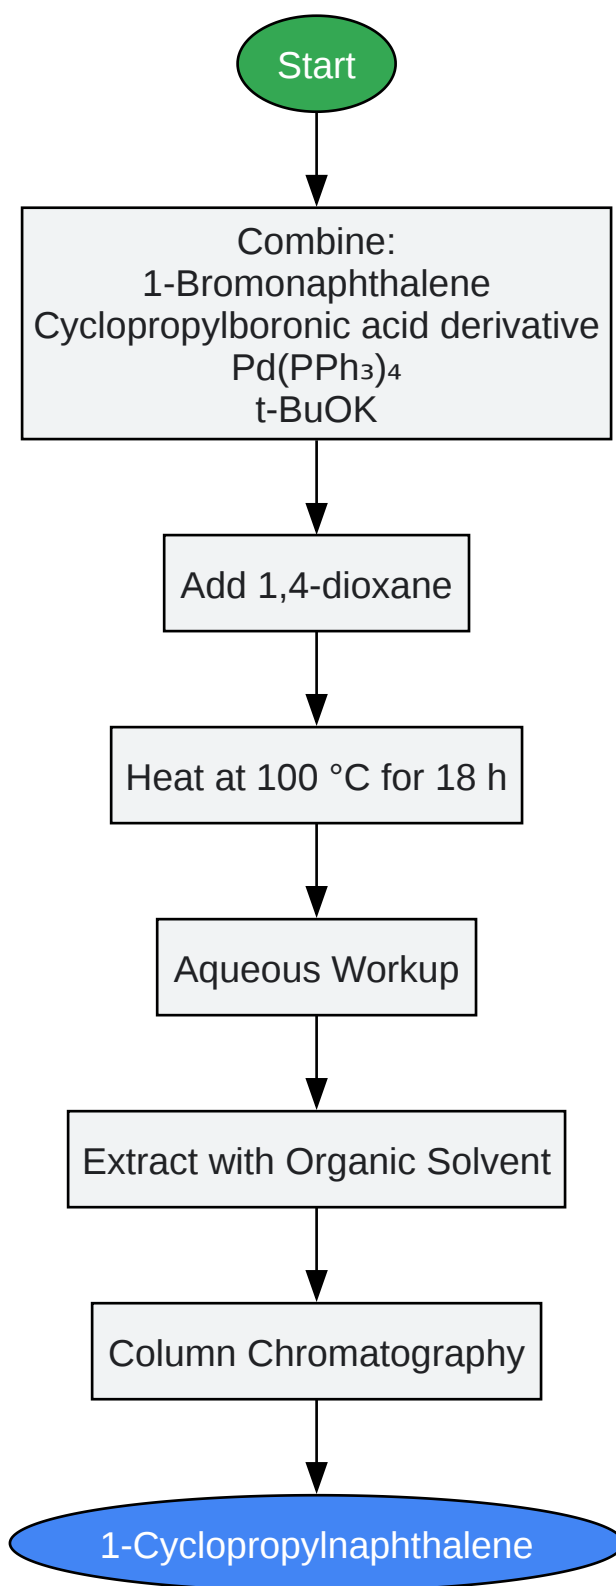 Start
Combine:
1-Bromonaphthalene
Cyclopropylboronic acid derivative
Pd(PPh₃)₄
t-BuOK
Add 1,4-dioxane
Heat at 100 °C for 18 h
Aqueous Workup
Extract with Organic Solvent
Column Chromatography
1-Cyclopropylnaphthalene